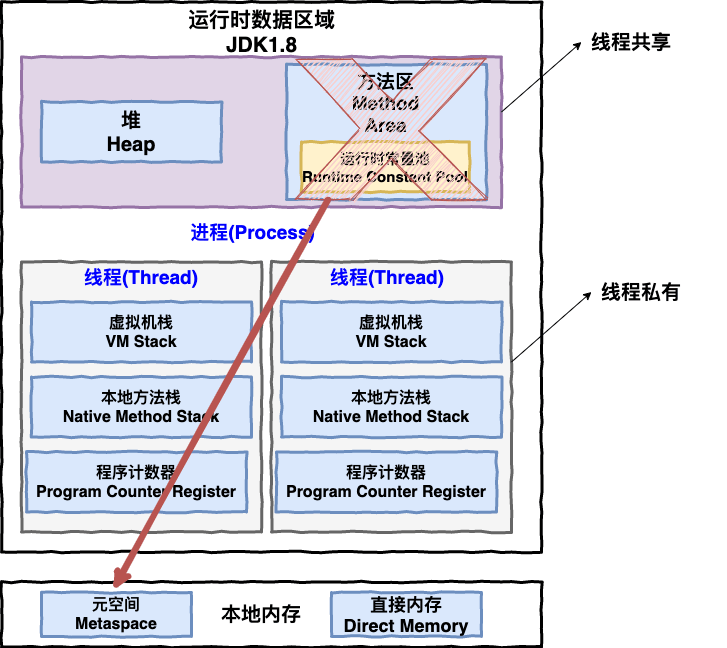 运行时数据区域
JDK1.8
线程共享
堆
Heap
方法区
Method
Area
运行时常量池
Runtime Constant Pool
进程(Process)
线程(Thread)
虚拟机栈
VM Stack
本地方法栈
Native Method Stack
程序计数器
Program Counter Register
线程(Thread)
虚拟机栈
VM Stack
本地方法栈
Native Method Stack
程序计数器
Program Counter Register
线程私有
元空间
Metaspace
本地内存
直接内存
Direct Memory